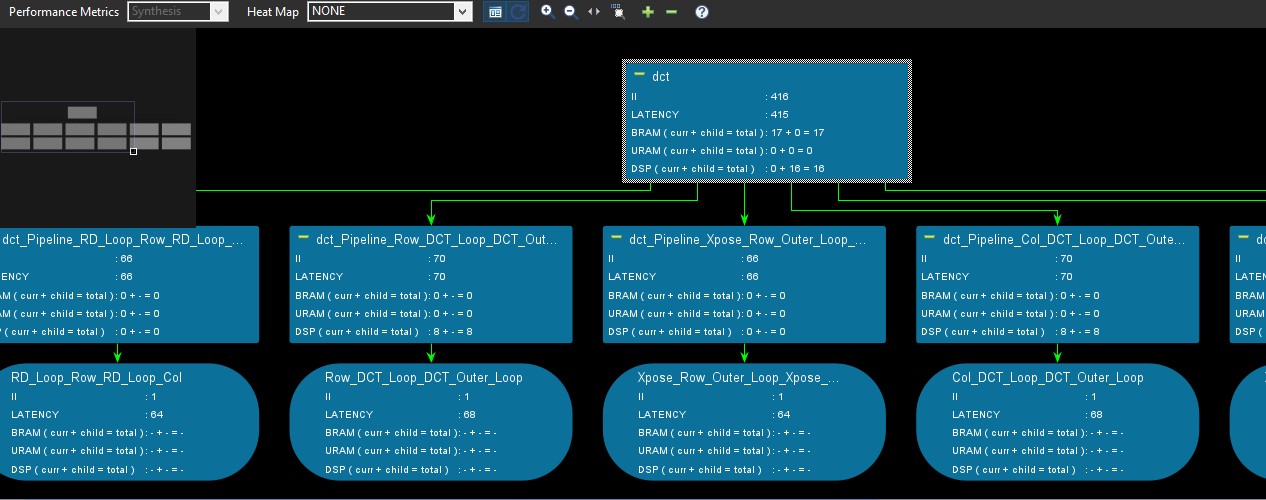 Performance Metrics Synthesis Heat Map NONE
dct
II : 416
LATENCY : 415
BRAM ( curr + child = total ) : 17 + 0 = 17
URAM ( curr + child = total ) : 0 + 0 = 0
DSP ( curr + child = total ) : 0 + 16 = 16
dct_Pipeline_RD_Loop_Row_RD_Loop_...
: 66
ENCY : 66
AM ( curr + child = total ) : 0 + - = 0
AM ( curr + child = total ) : 0 + - = 0
P ( curr + child = total ) : 0 + - = 0
dct_Pipeline_Row_DCT_Loop_DCT_Out...
II : 70
LATENCY : 70
BRAM ( curr + child = total ) : 0 + - = 0
URAM ( curr + child = total ) : 0 + - = 0
DSP ( curr + child = total ) : 8 + - = 8
dct_Pipeline_Xpose_Row_Outer_Loop_...
II : 66
LATENCY : 66
BRAM ( curr + child = total ) : 0 + - = 0
URAM ( curr + child = total ) : 0 + - = 0
DSP ( curr + child = total ) : 0 + - = 0
dct_Pipeline_Col_DCT_Loop_DCT_Oute...
II : 70
LATENCY : 70
BRAM ( curr + child = total ) : 0 + - = 0
URAM ( curr + child = total ) : 0 + - = 0
DSP ( curr + child = total ) : 8 + - = 8
II
LATEN
BRAM
URAM
DSP (
RD_Loop_Row_RD_Loop_Col
II : 1
LATENCY : 64
BRAM ( curr + child = total ) : - + - = -
URAM ( curr + child = total ) : - + - = -
DSP ( curr + child = total ) : - + - = -
Row_DCT_Loop_DCT_Outer_Loop
II : 1
LATENCY : 68
BRAM ( curr + child = total ) : - + - = -
URAM ( curr + child = total ) : - + - = -
DSP ( curr + child = total ) : - + - = -
Xpose_Row_Outer_Loop_Xpose_...
II : 1
LATENCY : 64
BRAM ( curr + child = total ) : - + - = -
URAM ( curr + child = total ) : - + - = -
DSP ( curr + child = total ) : - + - = -
Col_DCT_Loop_DCT_Outer_Loop
II : 1
LATENCY : 68
BRAM ( curr + child = total ) : - + - = -
URAM ( curr + child = total ) : - + - = -
DSP ( curr + child = total ) : - + - = -